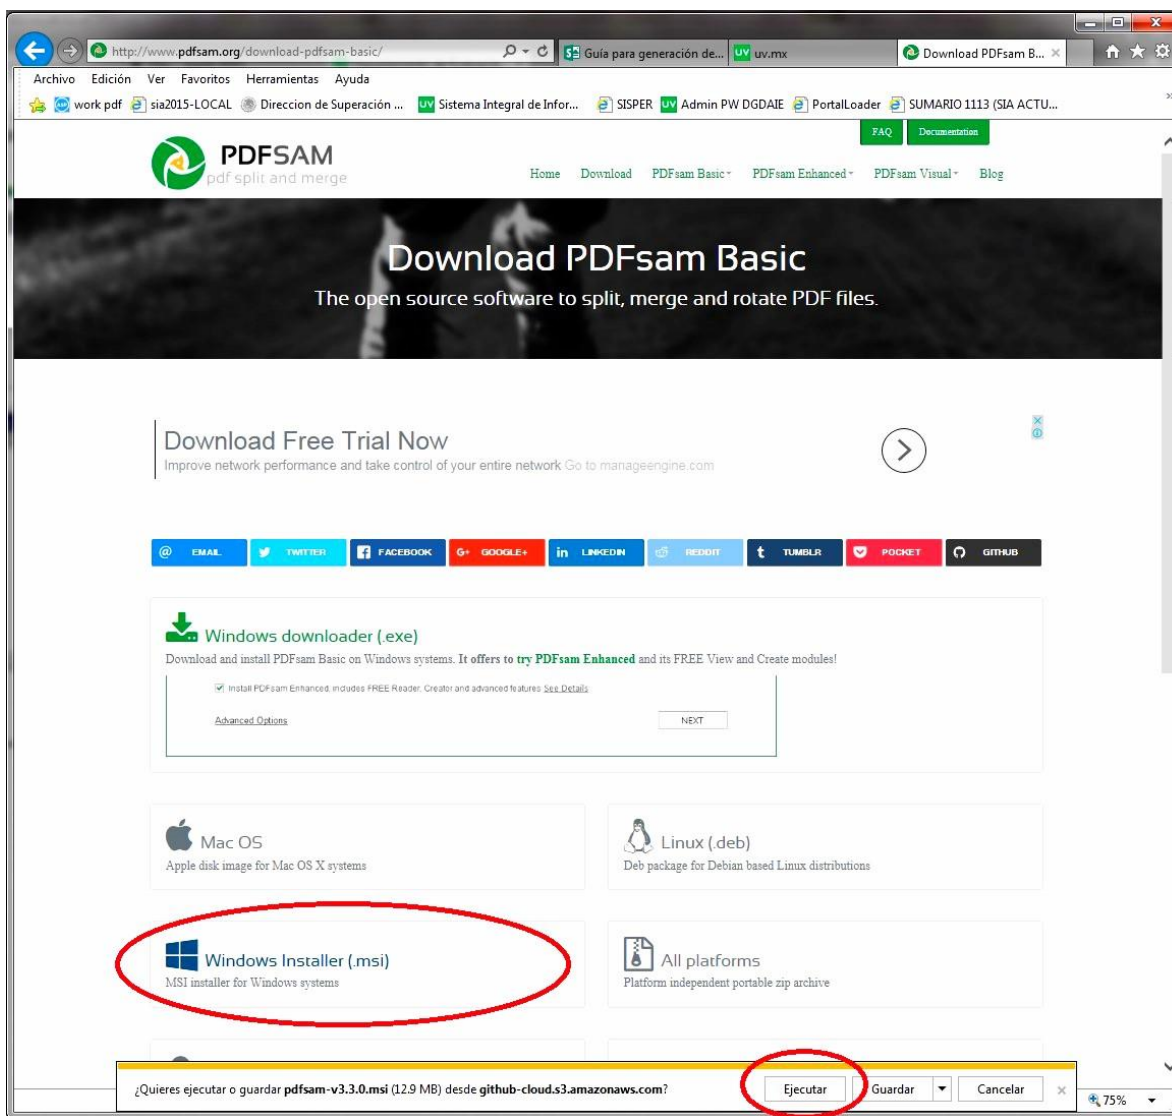 http://www.pdfsam.org/download-pdfsam-basic/
Guía para generación de...
uv.mx
Download PDFsam B...
Archivo Edición Ver Favoritos Herramientas Ayuda
work pdf sia2015-LOCAL Direccion de Superación ... UV Sistema Integral de Infor... SISPER UV Admin PW DGDAIE PortalLoader SUMARIO 1113 (SIA ACTU...
FAQ Documentation
PDFSAM
pdf split and merge
Home Download PDFsam Basic PDFsam Enhanced PDFsam Visual Blog
Download PDFsam Basic
The open source software to split, merge and rotate PDF files.
Download Free Trial Now
Improve network performance and take control of your entire network Go to manageengine.com
@ EMAIL TWITTER FACEBOOK G+ GOOGLE+ in LINKEDIN REDDIT t TUMBLR POCKET GITHUB
Windows downloader (.exe)
Download and install PDFsam Basic on Windows systems. It offers to try PDFsam Enhanced and its FREE View and Create modules!
Install PDFsam Enhanced, includes FREE Reader, Creator and advanced features See Details
Advanced Options NEXT
Mac OS
Apple disk image for Mac OS X systems
Linux (.deb)
Deb package for Debian based Linux distributions
Windows Installer (.msi)
MSI installer for Windows systems
All platforms
Platform independent portable zip archive
¿Quieres ejecutar o guardar pdfsam-v3.3.0.msi (12.9 MB) desde github-cloud.s3.amazonaws.com? Ejecutar Guardar Cancelar
75%